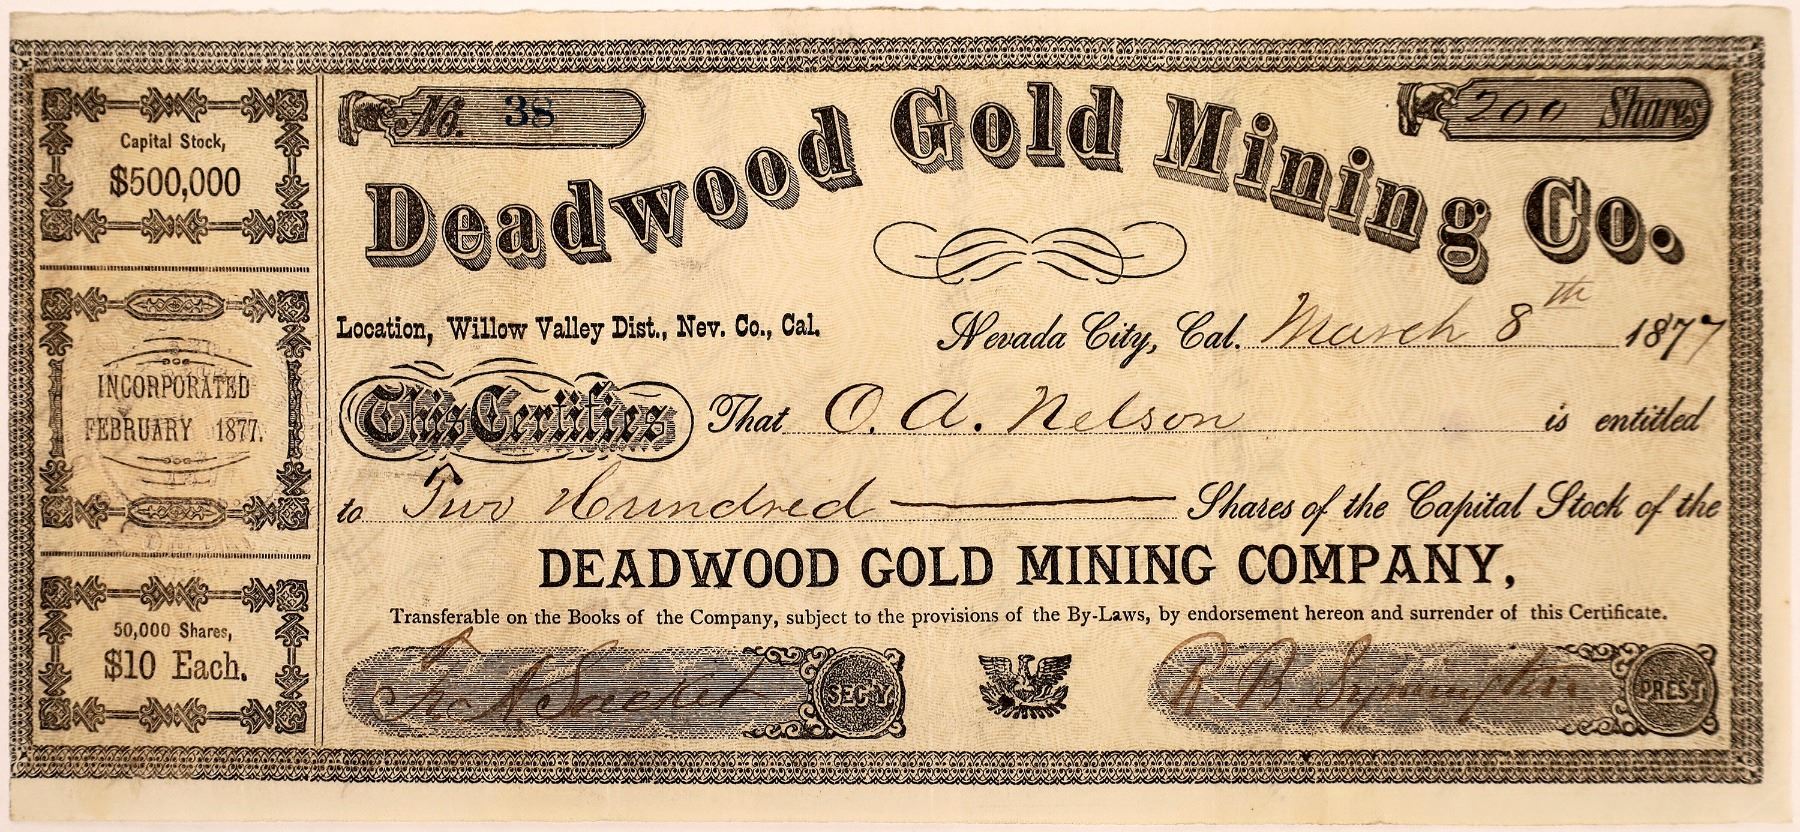 No. 38
200 Shares
Deadwood Gold Mining Co.
Capital Stock,
$500,000
INCORPORATED
FEBRUARY 1877.
50,000 Shares,
$10 Each.
Location, Willow Valley Dist., Nev. Co., Cal.
Nevada City, Cal. March 8th 1877
This Certifies That O. A. Nelson is entitled
to Two Hundred Shares of the Capital Stock of the
DEADWOOD GOLD MINING COMPANY,
Transferable on the Books of the Company, subject to the provisions of the By-Laws, by endorsement hereon and surrender of this Certificate.
A. SEC'Y.
R. B. Symington PRES'T